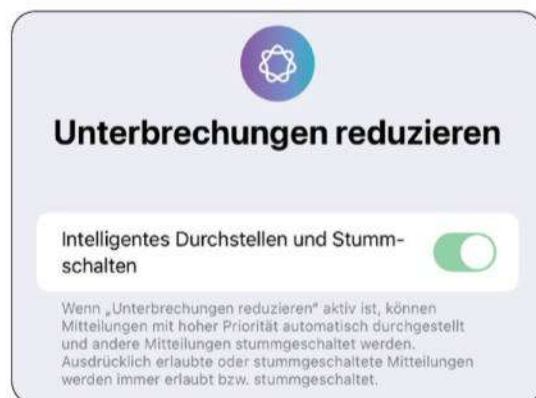 Unterbrechungen reduzieren
Intelligentes Durchstellen und Stumm-
schalten
Wenn „Unterbrechungen reduzieren“ aktiv ist, können
Mitteilungen mit hoher Priorität automatisch durchgestellt
und andere Mitteilungen stummgeschaltet werden.
Ausdrücklich erlaubte oder stummgeschaltete Mitteilungen
werden immer erlaubt bzw. stummgeschaltet.